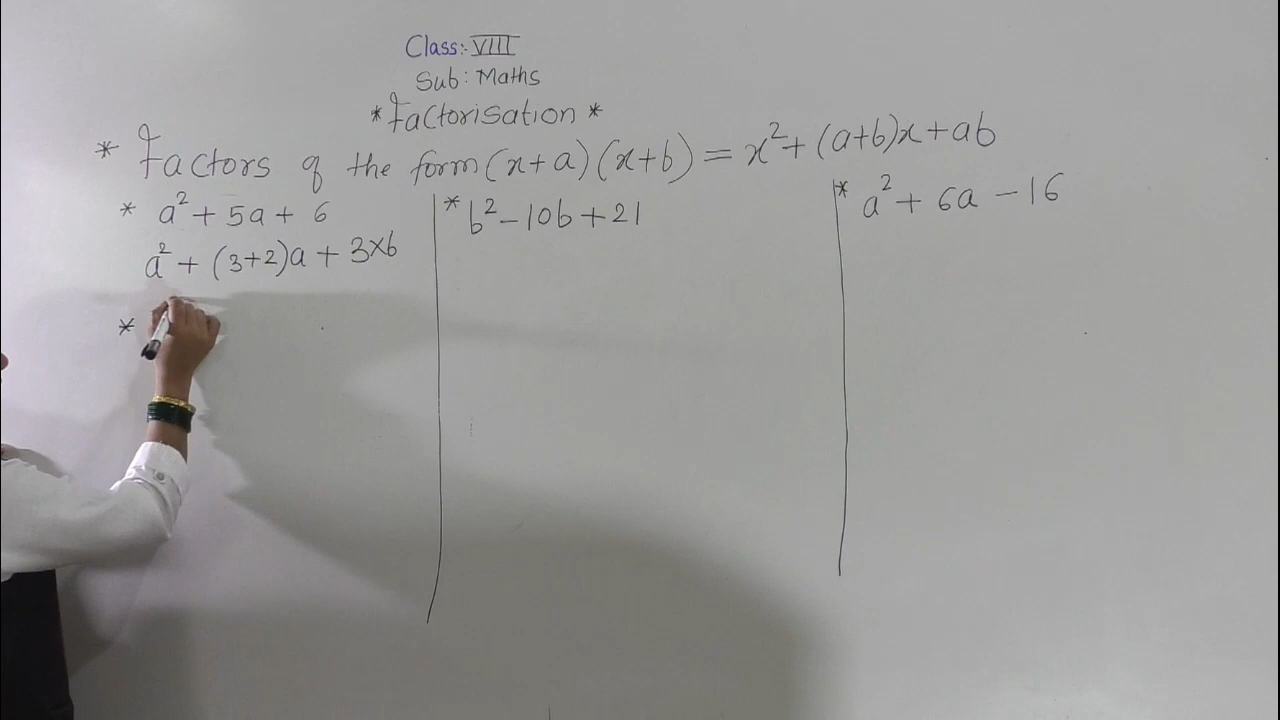 Class:- VIII
Sub: Maths
* Factorisation *
* Factors of the form (x+a)(x+b) = x²+(a+b)x+ab
* a²+5a+6
a²+(3+2)a+3×6
*
* b²-10b+21
* a²+6a-16